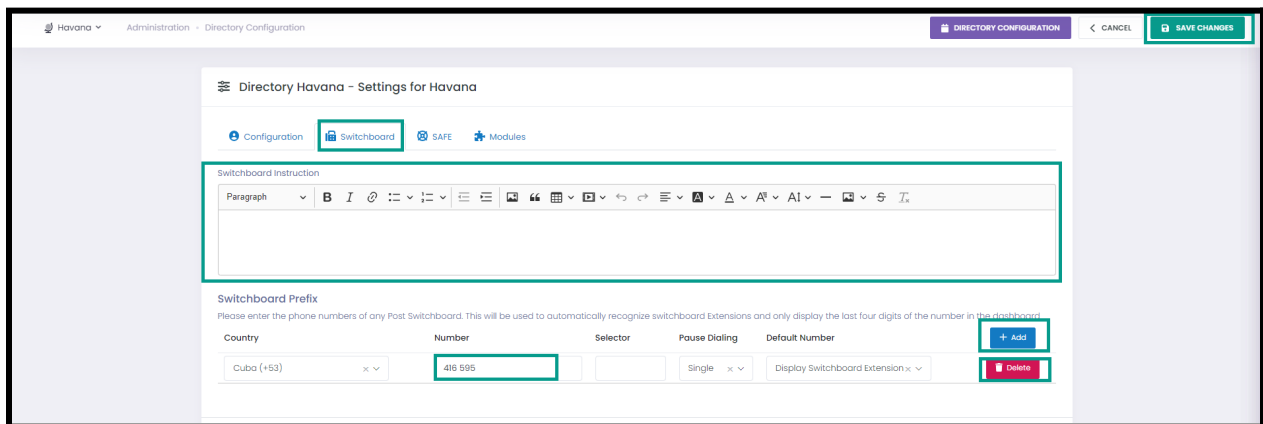 Havana Administration - Directory Configuration DIRECTORY CONFIGURATION CANCEL SAVE CHANGES
Directory Havana - Settings for Havana
Configuration Switchboard SAFE Modules
Switchboard Instruction
Paragraph B I A A A AI S Tx
Switchboard Prefix
Please enter the phone numbers of any Post Switchboard. This will be used to automatically recognize switchboard Extensions and only display the last four digits of the number in the dashboard.
Country Number Selector Pause Dialing Default Number + Add
Cuba (+53) 416 595 Single Display Switchboard Extension Delete